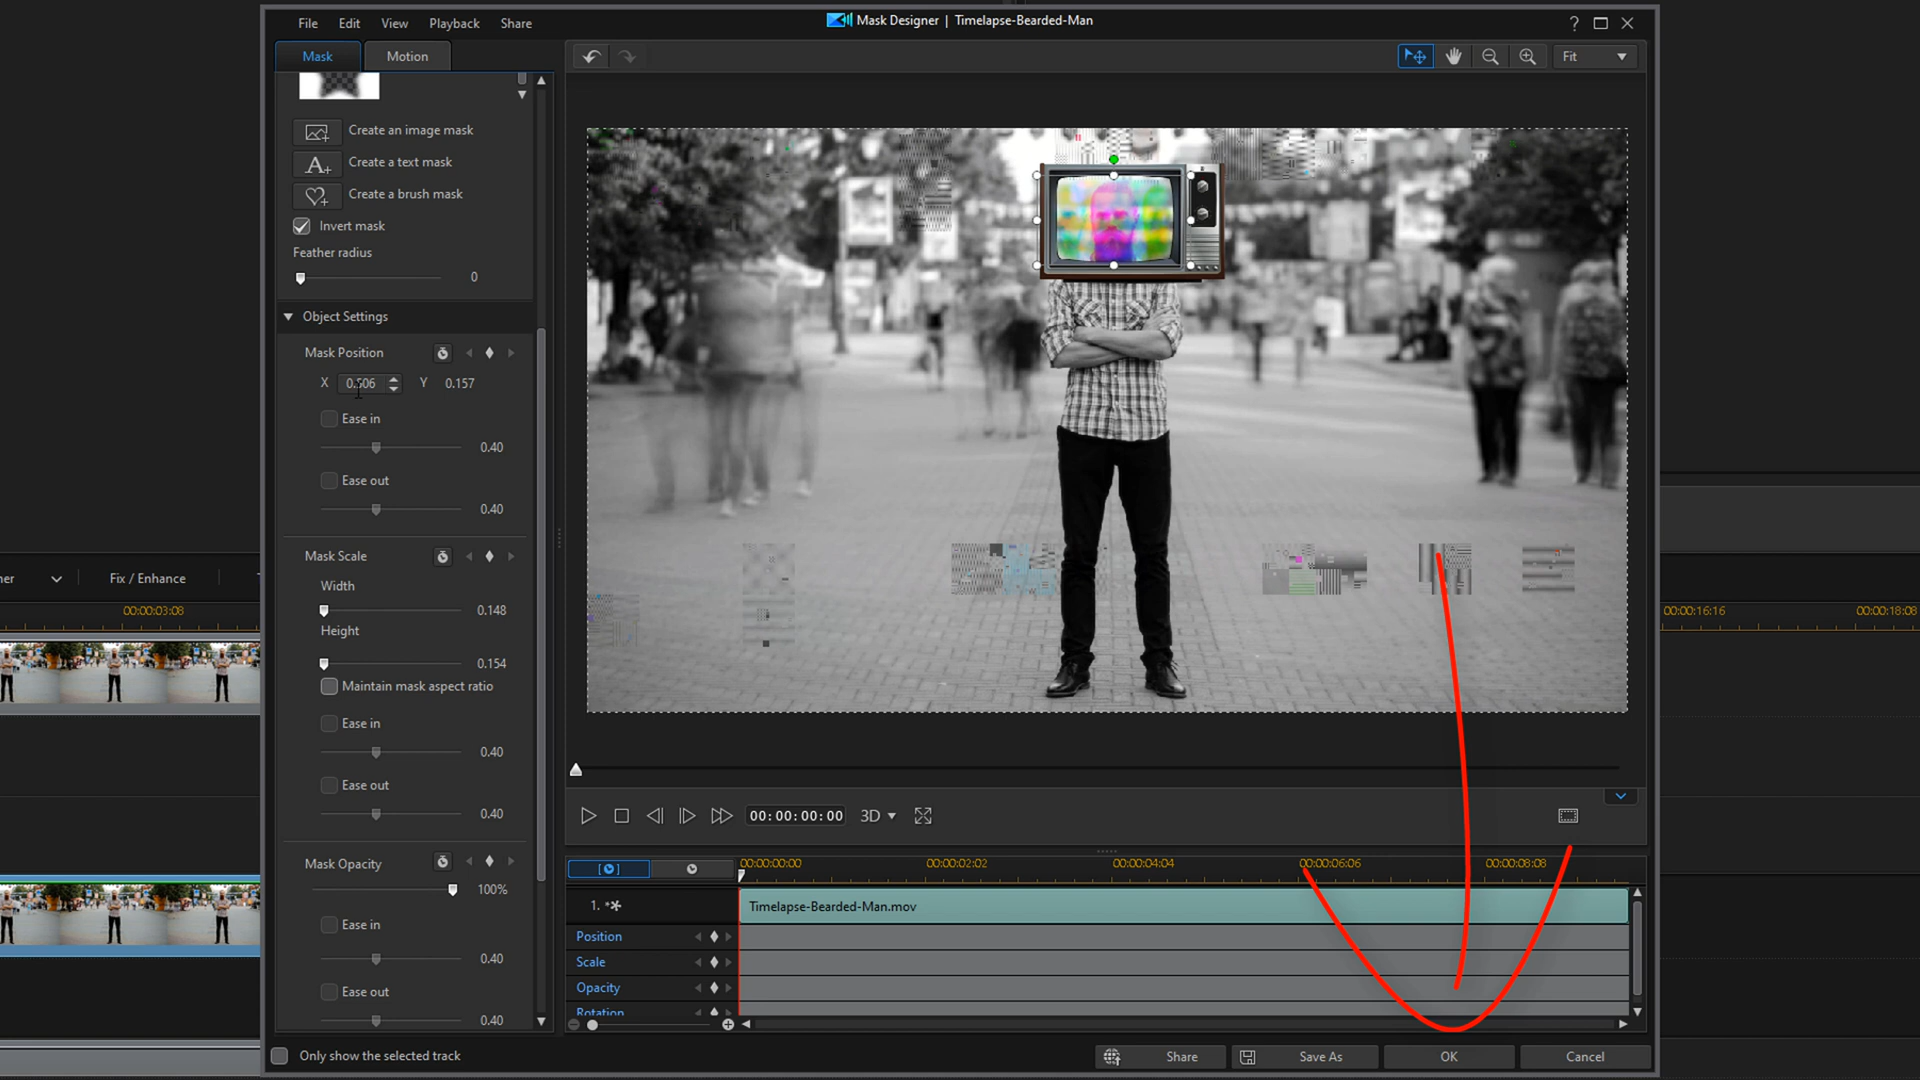 File Edit View Playback Share
Mask Designer | Timelapse-Bearded-Man
?
Mask Motion
Fit
Create an image mask
Create a text mask
Create a brush mask
Invert mask
Feather radius
0
Object Settings
Mask Position
X 0.506 Y 0.157
Ease in
0.40
Ease out
0.40
Mask Scale
Width
0.148
Height
0.154
Maintain mask aspect ratio
Ease in
0.40
Ease out
0.40
Mask Opacity
100%
Ease in
0.40
Ease out
0.40
ner
Fix / Enhance
00:00:03:08
00:00:16:16
00:00:18:08
00:00:00:00
3D
00:00:00:00 00:00:02:02 00:00:04:04 00:00:06:06 00:00:08:08
1.
Timelapse-Bearded-Man.mov
Position
Scale
Opacity
Rotation
Only show the selected track
Share Save As OK Cancel